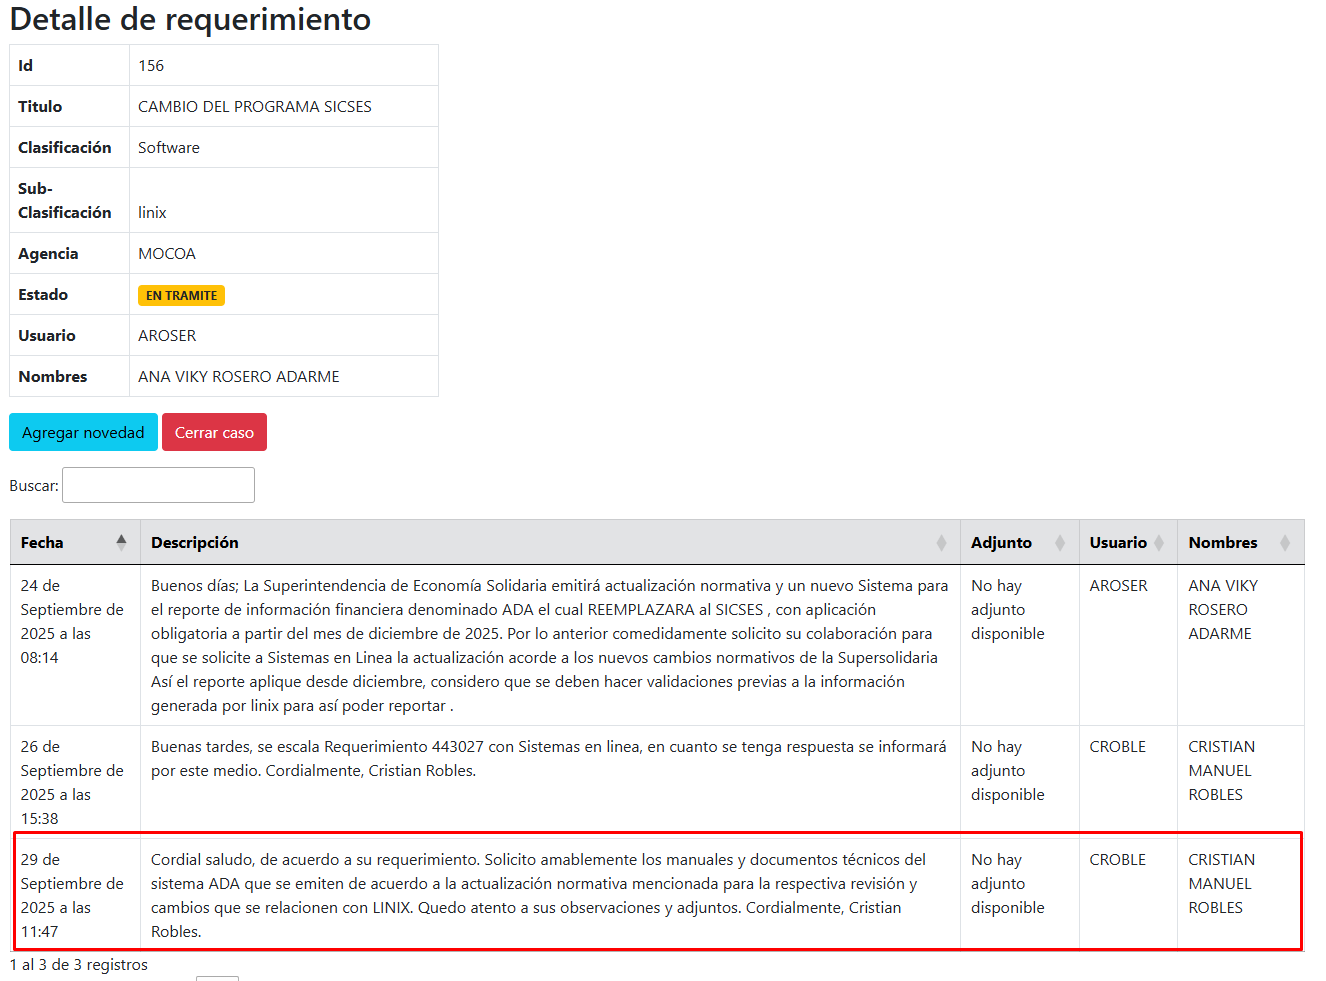 Detalle de requerimiento
Id 156
Titulo CAMBIO DEL PROGRAMA SICSES
Clasificación Software
Sub-
Clasificación linix
Agencia MOCOA
Estado EN TRAMITE
Usuario AROSER
Nombres ANA VIKY ROSERO ADARME
Agregar novedad Cerrar caso
Buscar:
Fecha Descripción Adjunto Usuario Nombres
24 de
Septiembre de
2025 a las
08:14
Buenos días; La Superintendencia de Economía Solidaria emitirá actualización normativa y un nuevo Sistema para
el reporte de información financiera denominado ADA el cual REEMPLAZARA al SICSES , con aplicación
obligatoria a partir del mes de diciembre de 2025. Por lo anterior comedidamente solicito su colaboración para
que se solicite a Sistemas en Linea la actualización acorde a los nuevos cambios normativos de la Supersolidaria
Así el reporte aplique desde diciembre, considero que se deben hacer validaciones previas a la información
generada por linix para así poder reportar .
No hay
adjunto
disponible
AROSER
ANA VIKY
ROSERO
ADARME
26 de
Septiembre de
2025 a las
15:38
Buenas tardes, se escala Requerimiento 443027 con Sistemas en linea, en cuanto se tenga respuesta se informará
por este medio. Cordialmente, Cristian Robles.
No hay
adjunto
disponible
CROBLE
CRISTIAN
MANUEL
ROBLES
29 de
Septiembre de
2025 a las
11:47
Cordial saludo, de acuerdo a su requerimiento. Solicito amablemente los manuales y documentos técnicos del
sistema ADA que se emiten de acuerdo a la actualización normativa mencionada para la respectiva revisión y
cambios que se relacionen con LINIX. Quedo atento a sus observaciones y adjuntos. Cordialmente, Cristian
Robles.
No hay
adjunto
disponible
CROBLE
CRISTIAN
MANUEL
ROBLES
1 al 3 de 3 registros